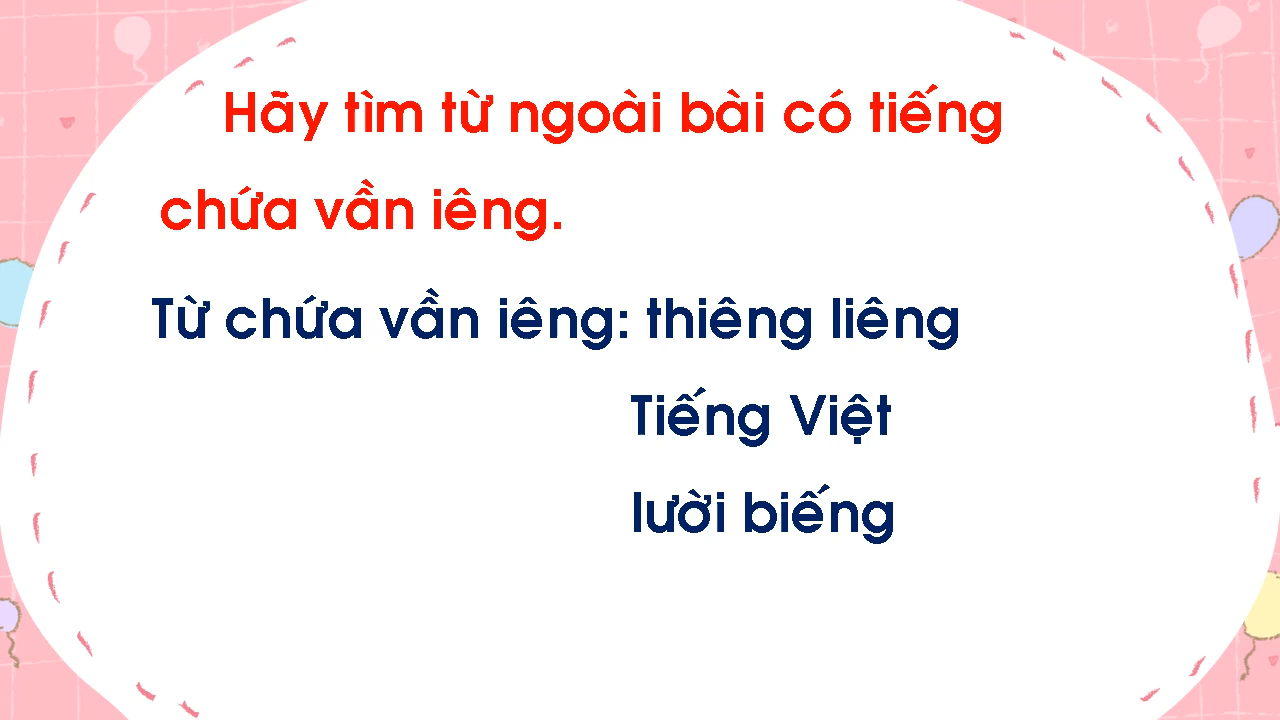 Hãy tìm từ ngoài bài có tiếng
chứa vần iêng.
Từ chứa vần iêng: thiêng liêng
Tiếng Việt
lười biếng